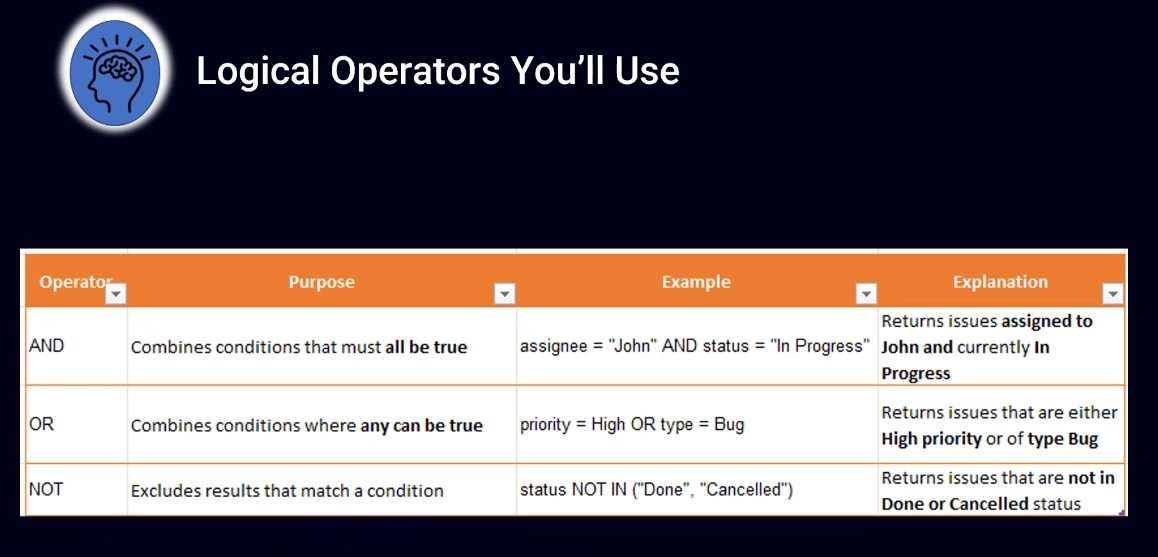 Logical Operators You’ll Use
Operator Purpose Example Explanation
AND Combines conditions that must all be true assignee = "John" AND status = "In Progress" Returns issues assigned to
John and currently In
Progress
OR Combines conditions where any can be true priority = High OR type = Bug Returns issues that are either
High priority or of type Bug
NOT Excludes results that match a condition status NOT IN ("Done", "Cancelled") Returns issues that are not in
Done or Cancelled status